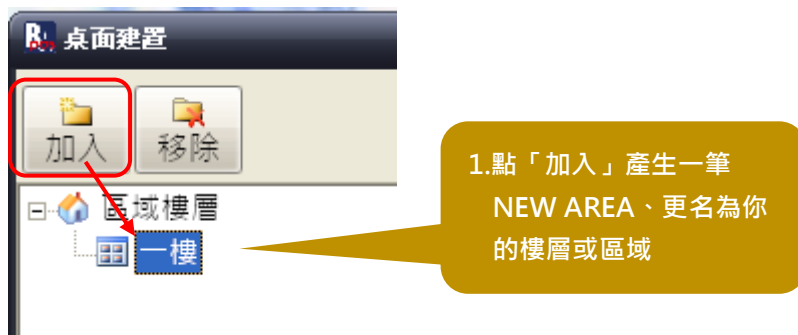 桌面建置
加入
移除
區域樓層
一樓
1.點「加入」產生一筆
NEW AREA、更名為你
的樓層或區域